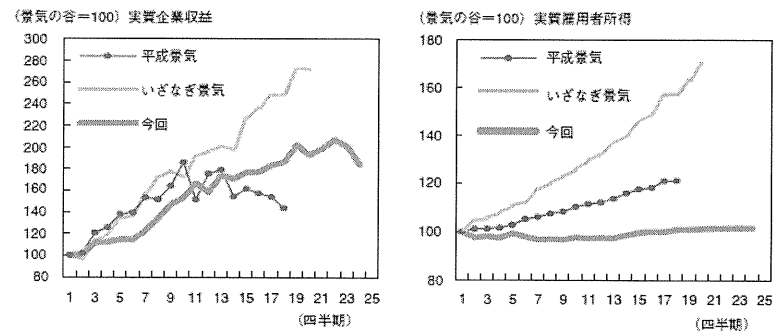 (景気の谷=100) 実質企業収益
300
280
260
240
220
200
180
160
140
120
100
80
平成景気
いざなぎ景気
今回
1 3 5 7 9 11 13 15 17 19 21 23 25
(四半期)
(景気の谷=100) 実質雇用者所得
180
160
140
120
100
80
平成景気
いざなぎ景気
今回
1 3 5 7 9 11 13 15 17 19 21 23 25
(四半期)